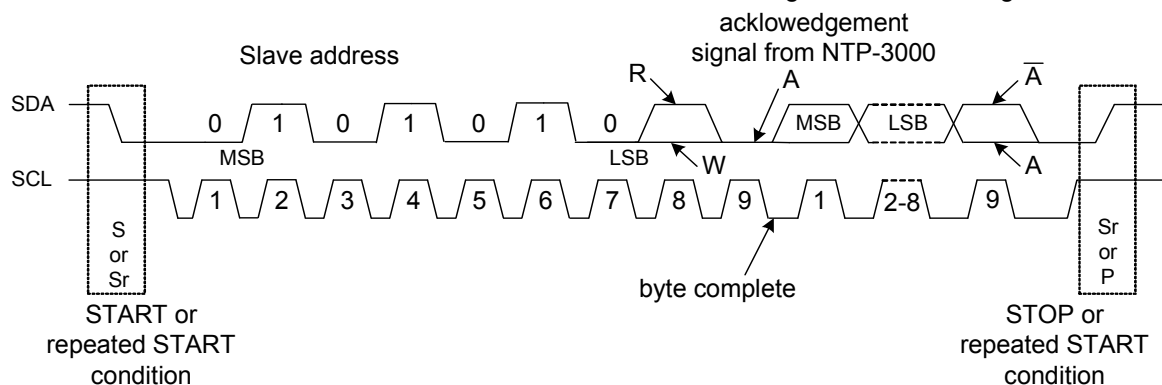 acklowedgement
signal from NTP-3000
Slave address
R
A
A
SDA
0 1 0 1 0 1 0
MSB
LSB
MSB
LSB
W
A
SCL
1 2 3 4 5 6 7 8 9 1 2-8 9
S
or
Sr
Sr
or
P
byte complete
START or
repeated START
condition
STOP or
repeated START
condition